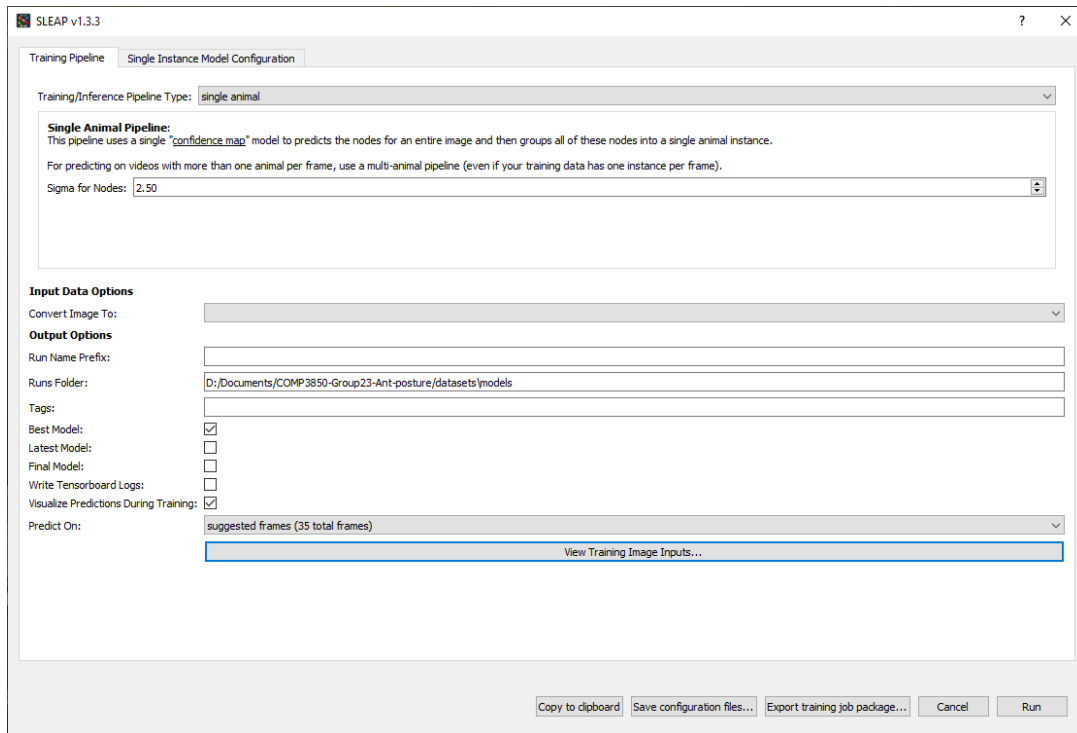 SLEAP v1.3.3
Training Pipeline
Single Instance Model Configuration
Training/Inference Pipeline Type: single animal
Single Animal Pipeline:
This pipeline uses a single "confidence map" model to predicts the nodes for an entire image and then groups all of these nodes into a single animal instance.
For predicting on videos with more than one animal per frame, use a multi-animal pipeline (even if your training data has one instance per frame).
Sigma for Nodes: 2.50
Input Data Options
Convert Image To:
Output Options
Run Name Prefix:
Runs Folder: D:/Documents/COMP3850-Group23-Ant-posture/datasets\models
Tags:
Best Model:
Latest Model:
Final Model:
Write Tensorboard Logs:
Visualize Predictions During Training:
Predict On: suggested frames (35 total frames)
View Training Image Inputs...
Copy to clipboard
Save configuration files...
Export training job package...
Cancel
Run